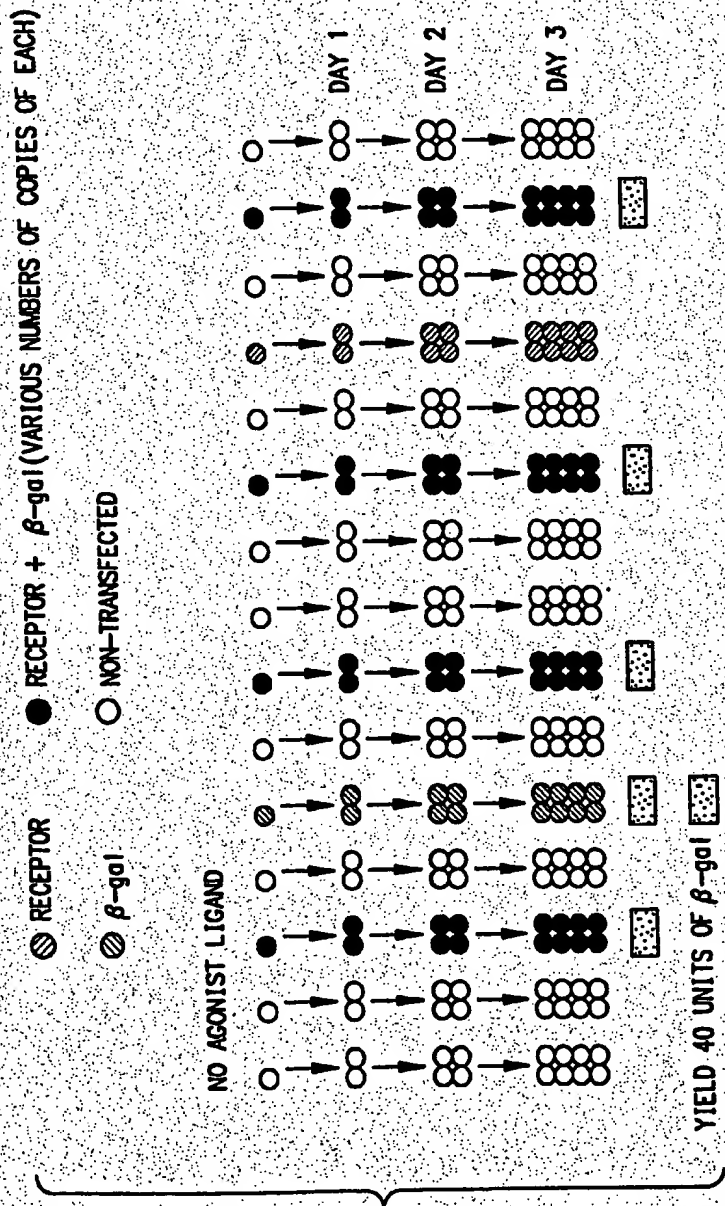 RECEPTOR
RECEPTOR + β-gal (VARIOUS NUMBERS OF COPIES OF EACH)
β-gal
NON-TRANSFECTED
NO AGONIST LIGAND
DAY 1
DAY 2
DAY 3
YIELD 40 UNITS OF β-gal